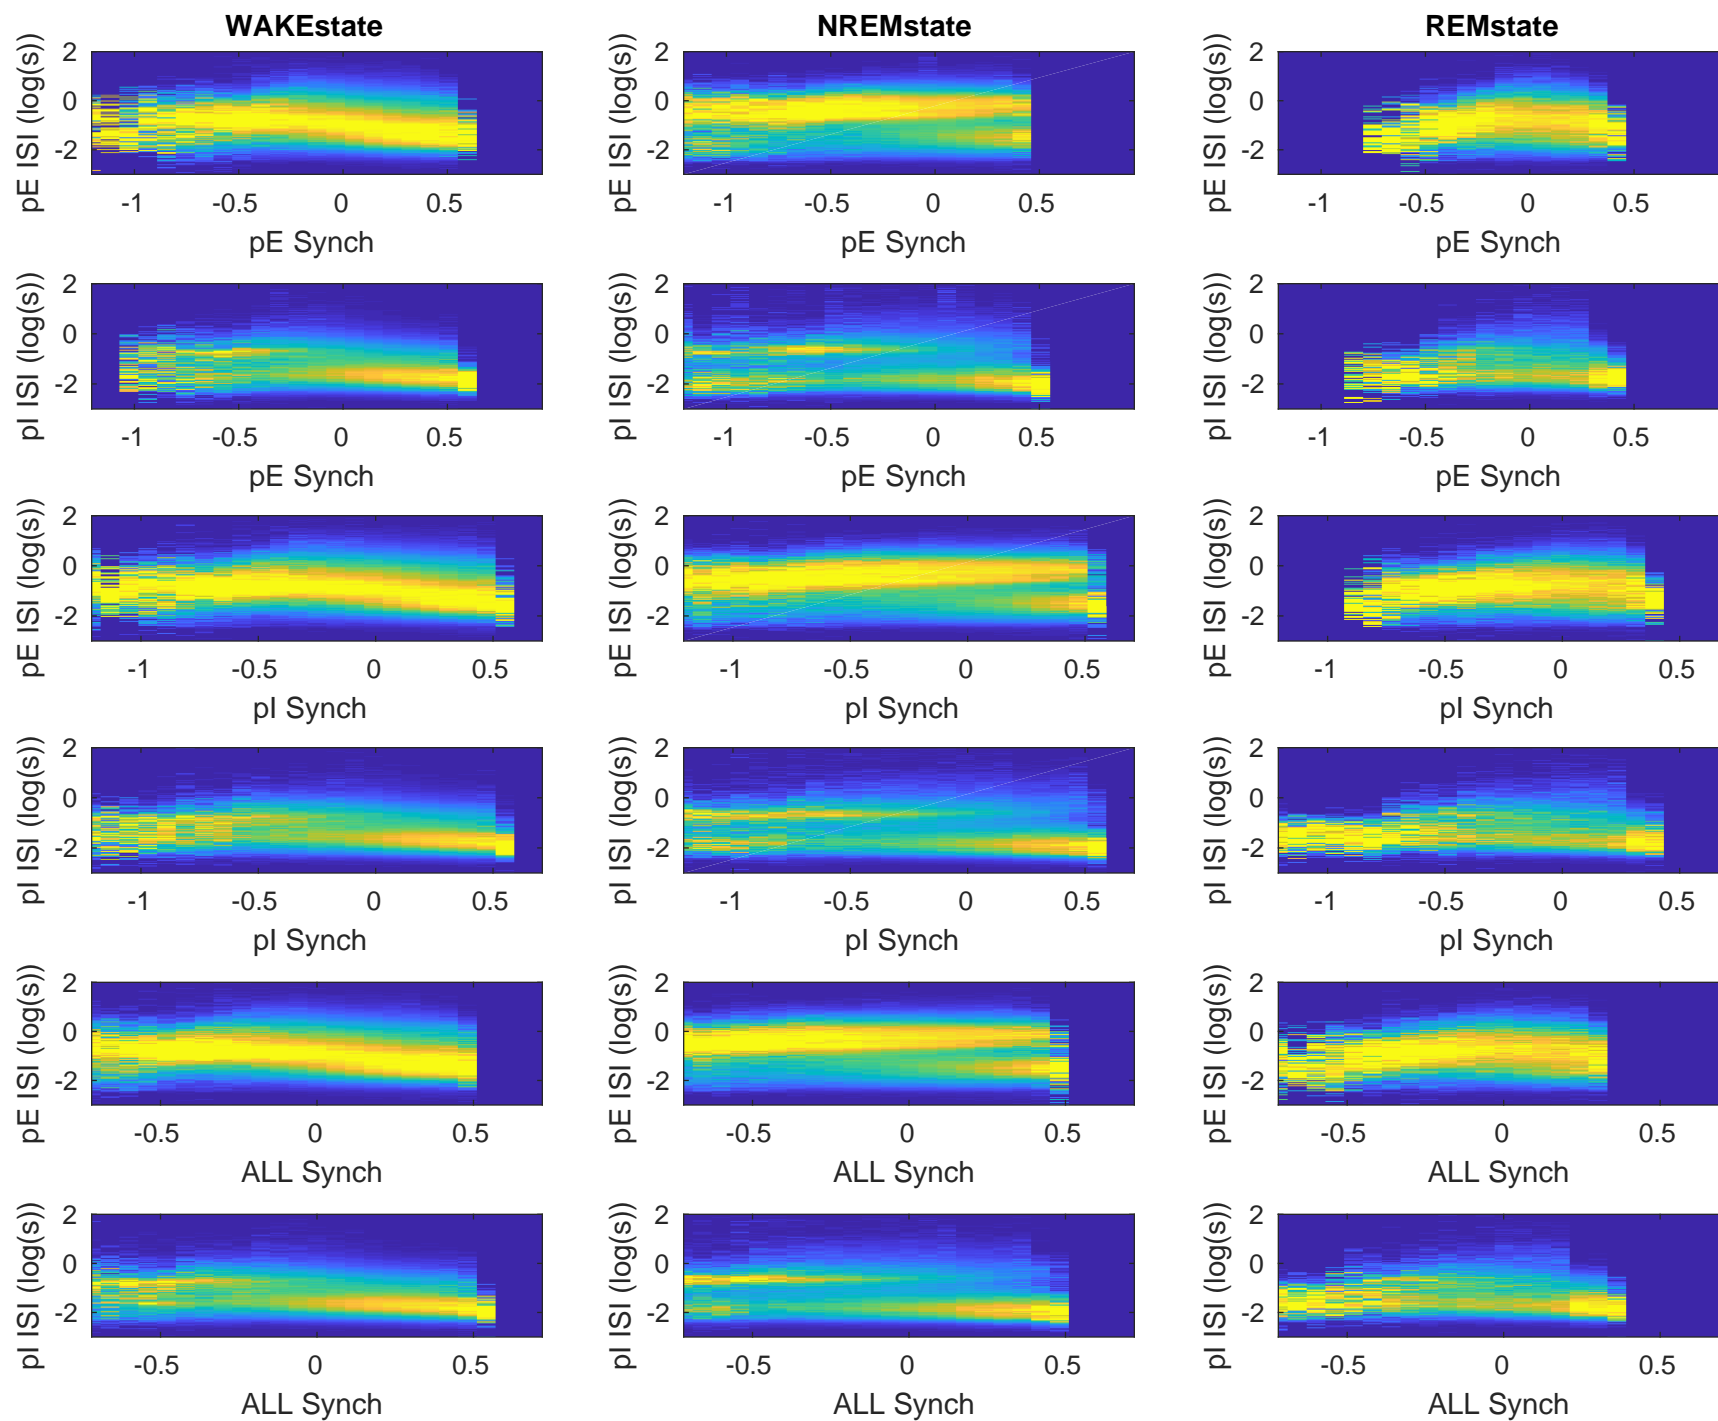 WAKEstate NREMstate REMstate
pE ISI (log(s)) 2 0 -2 pE ISI (log(s)) 2 0 -2 pE ISI (log(s)) 2 0 -2
-1 -0.5 0 0.5 -1 -0.5 0 0.5 -1 -0.5 0 0.5
pE Synch pE Synch pE Synch
pI ISI (log(s)) 2 0 -2 pI ISI (log(s)) 2 0 -2 pI ISI (log(s)) 2 0 -2
-1 -0.5 0 0.5 -1 -0.5 0 0.5 -1 -0.5 0 0.5
pE Synch pE Synch pE Synch
pE ISI (log(s)) 2 0 -2 pE ISI (log(s)) 2 0 -2 pE ISI (log(s)) 2 0 -2
-1 -0.5 0 0.5 -1 -0.5 0 0.5 -1 -0.5 0 0.5
pI Synch pI Synch pI Synch
pI ISI (log(s)) 2 0 -2 pI ISI (log(s)) 2 0 -2 pI ISI (log(s)) 2 0 -2
-1 -0.5 0 0.5 -1 -0.5 0 0.5 -1 -0.5 0 0.5
pI Synch pI Synch pI Synch
pE ISI (log(s)) 2 0 -2 pE ISI (log(s)) 2 0 -2 pE ISI (log(s)) 2 0 -2
-0.5 0 0.5 -0.5 0 0.5 -0.5 0 0.5
ALL Synch ALL Synch ALL Synch
pI ISI (log(s)) 2 0 -2 pI ISI (log(s)) 2 0 -2 pI ISI (log(s)) 2 0 -2
-0.5 0 0.5 -0.5 0 0.5 -0.5 0 0.5
ALL Synch ALL Synch ALL Synch